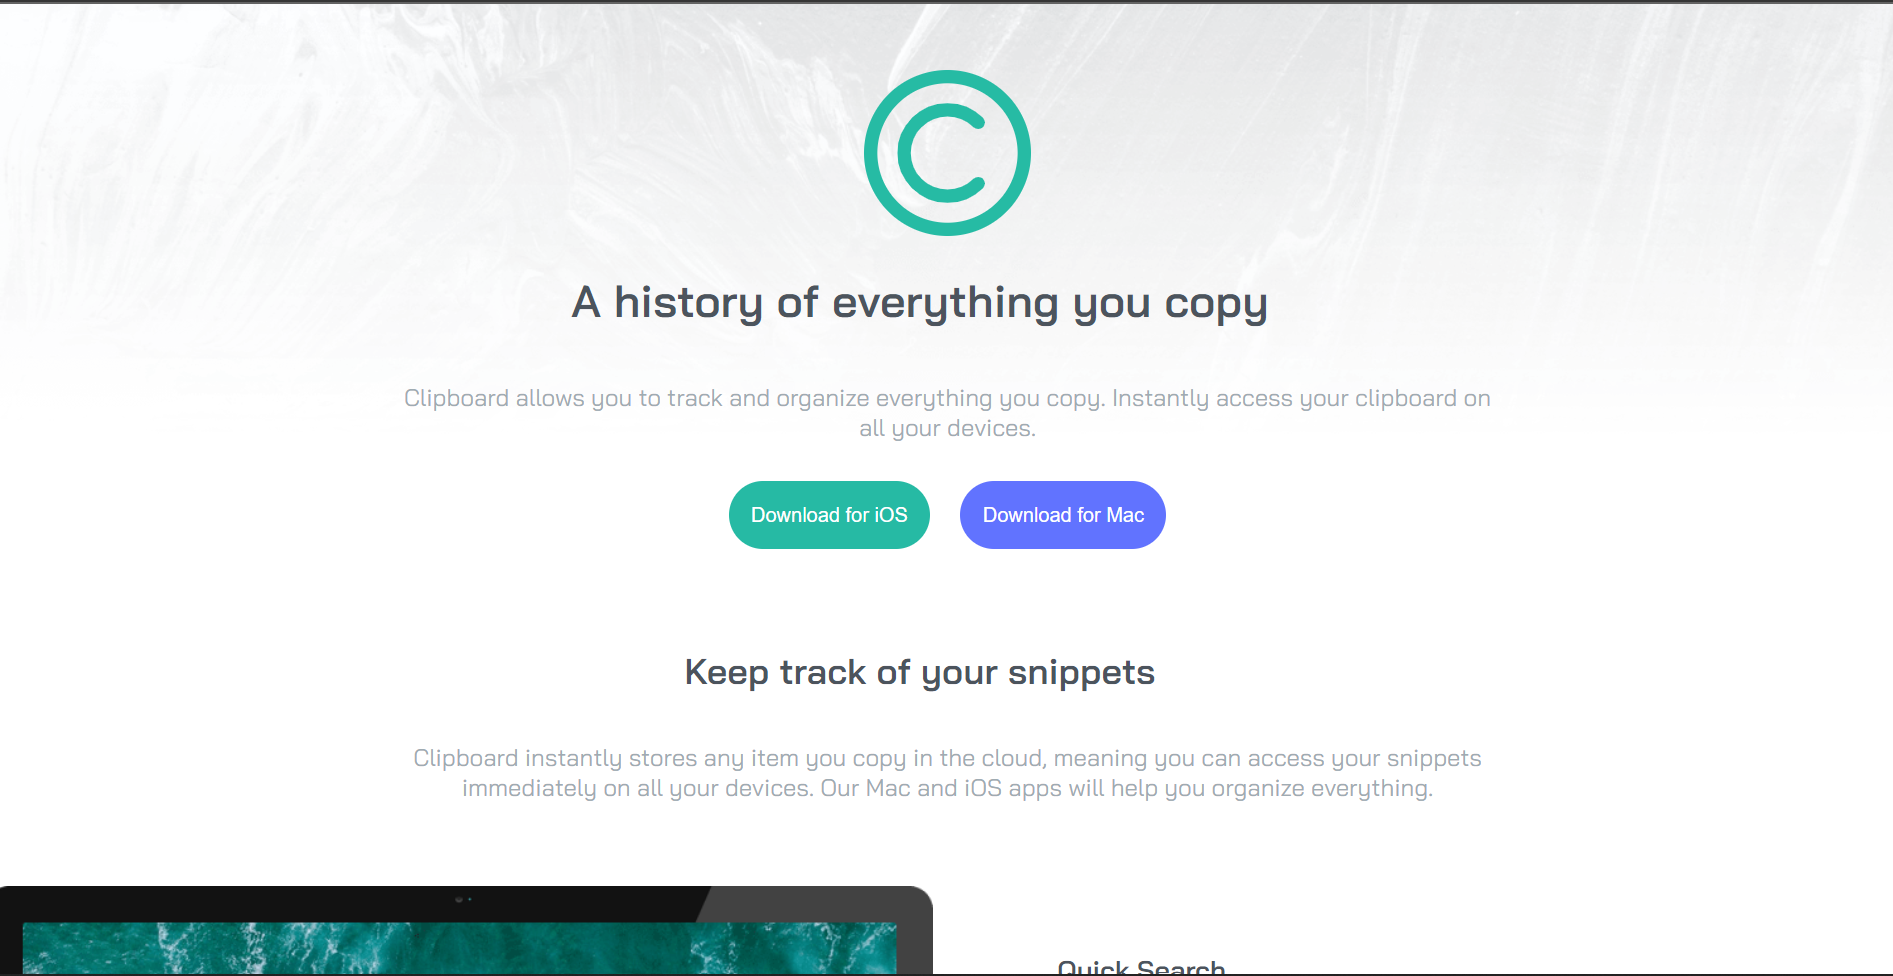 A history of everything you copy
Clipboard allows you to track and organize everything you copy. Instantly access your clipboard on
all your devices.
Download for iOS
Download for Mac
Keep track of your snippets
Clipboard instantly stores any item you copy in the cloud, meaning you can access your snippets
immediately on all your devices. Our Mac and iOS apps will help you organize everything.
Quick Search